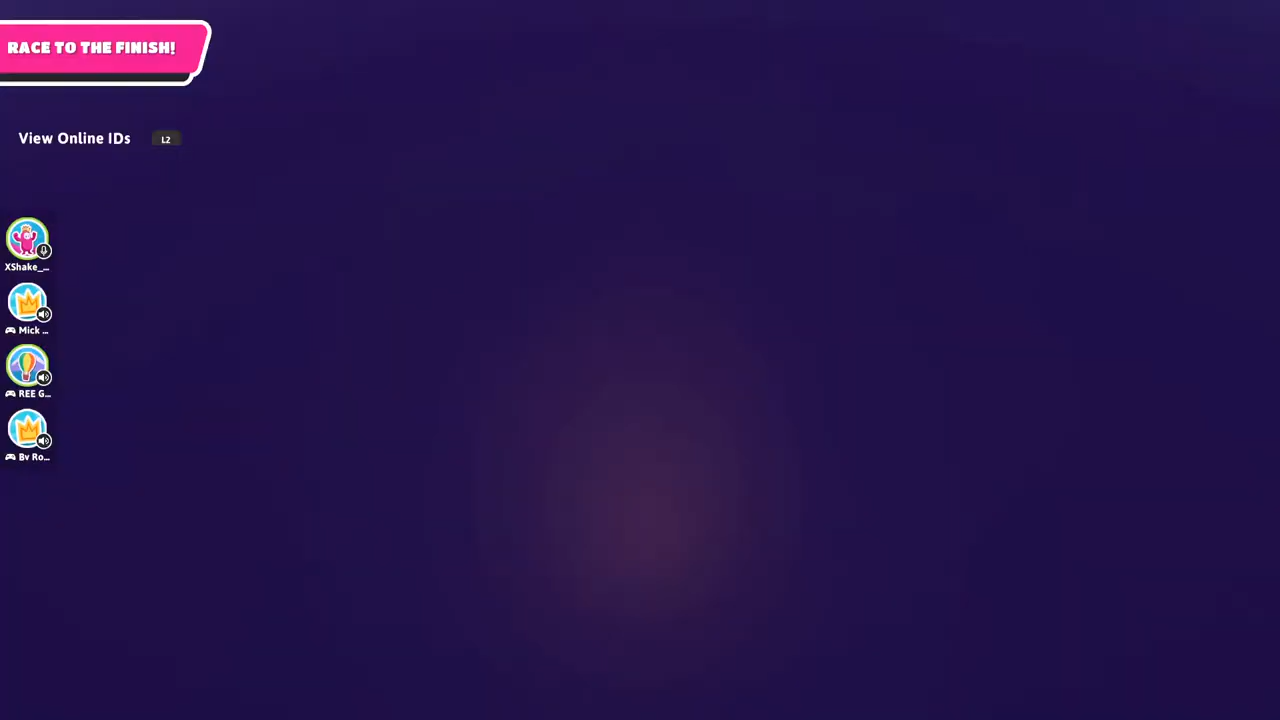 RACE TO THE FINISH!
View Online IDs L2
XShake_...
Mick ...
REE G...
Bv Ro...